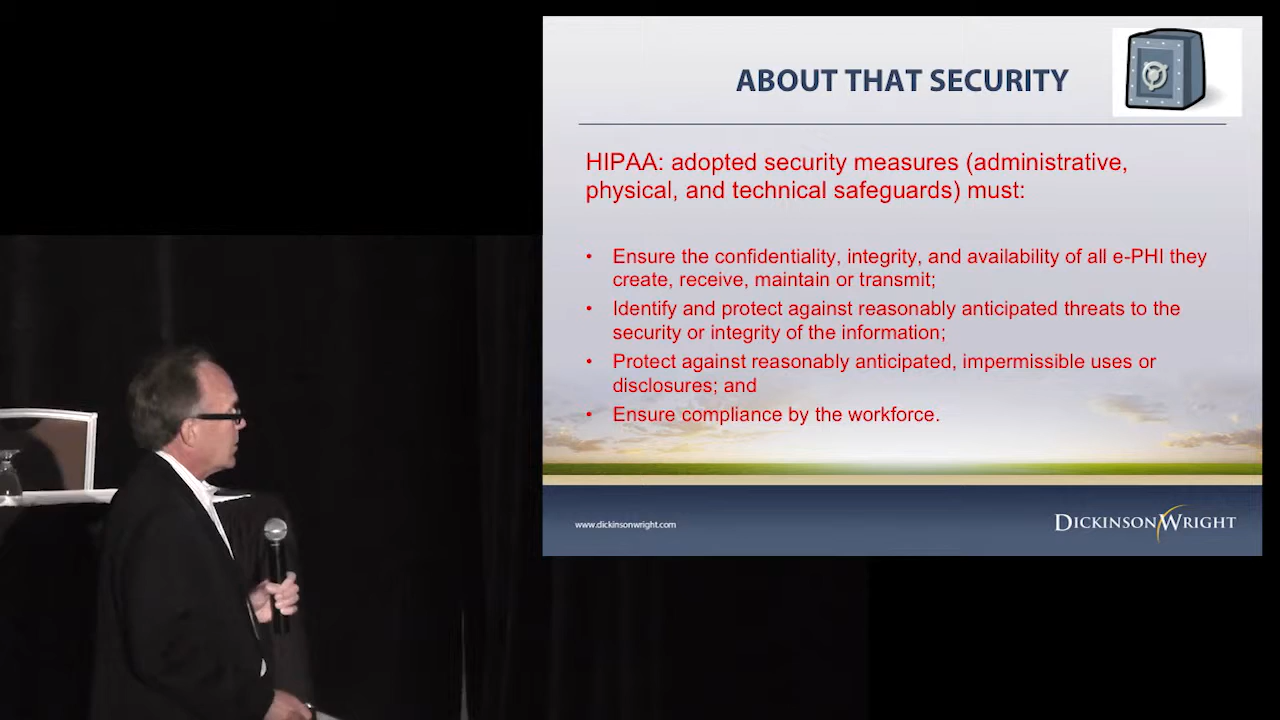 ABOUT THAT SECURITY
HIPAA: adopted security measures (administrative,
physical, and technical safeguards) must:
• Ensure the confidentiality, integrity, and availability of all e-PHI they
create, receive, maintain or transmit;
• Identify and protect against reasonably anticipated threats to the
security or integrity of the information;
• Protect against reasonably anticipated, impermissible uses or
disclosures; and
• Ensure compliance by the workforce.
www.dickinsonwright.com
DICKINSON WRIGHT